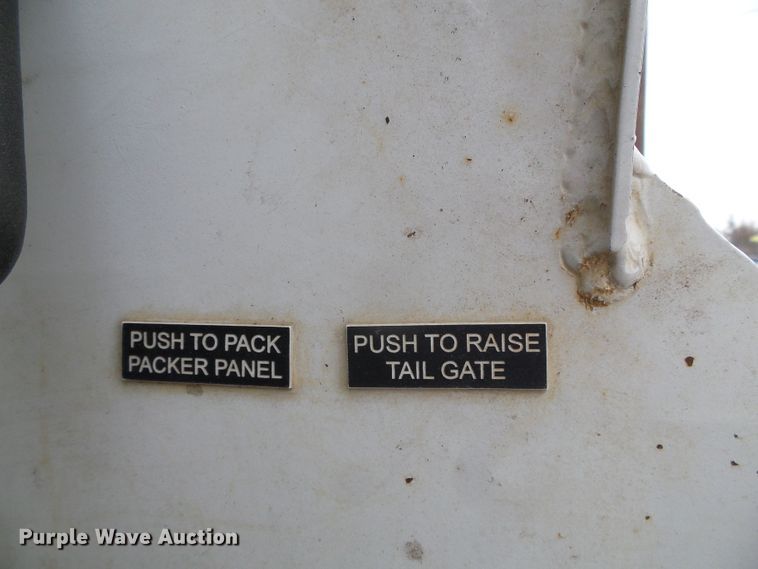 PUSH TO PACK
PACKER PANEL
PUSH TO RAISE
TAIL GATE
Purple Wave Auction